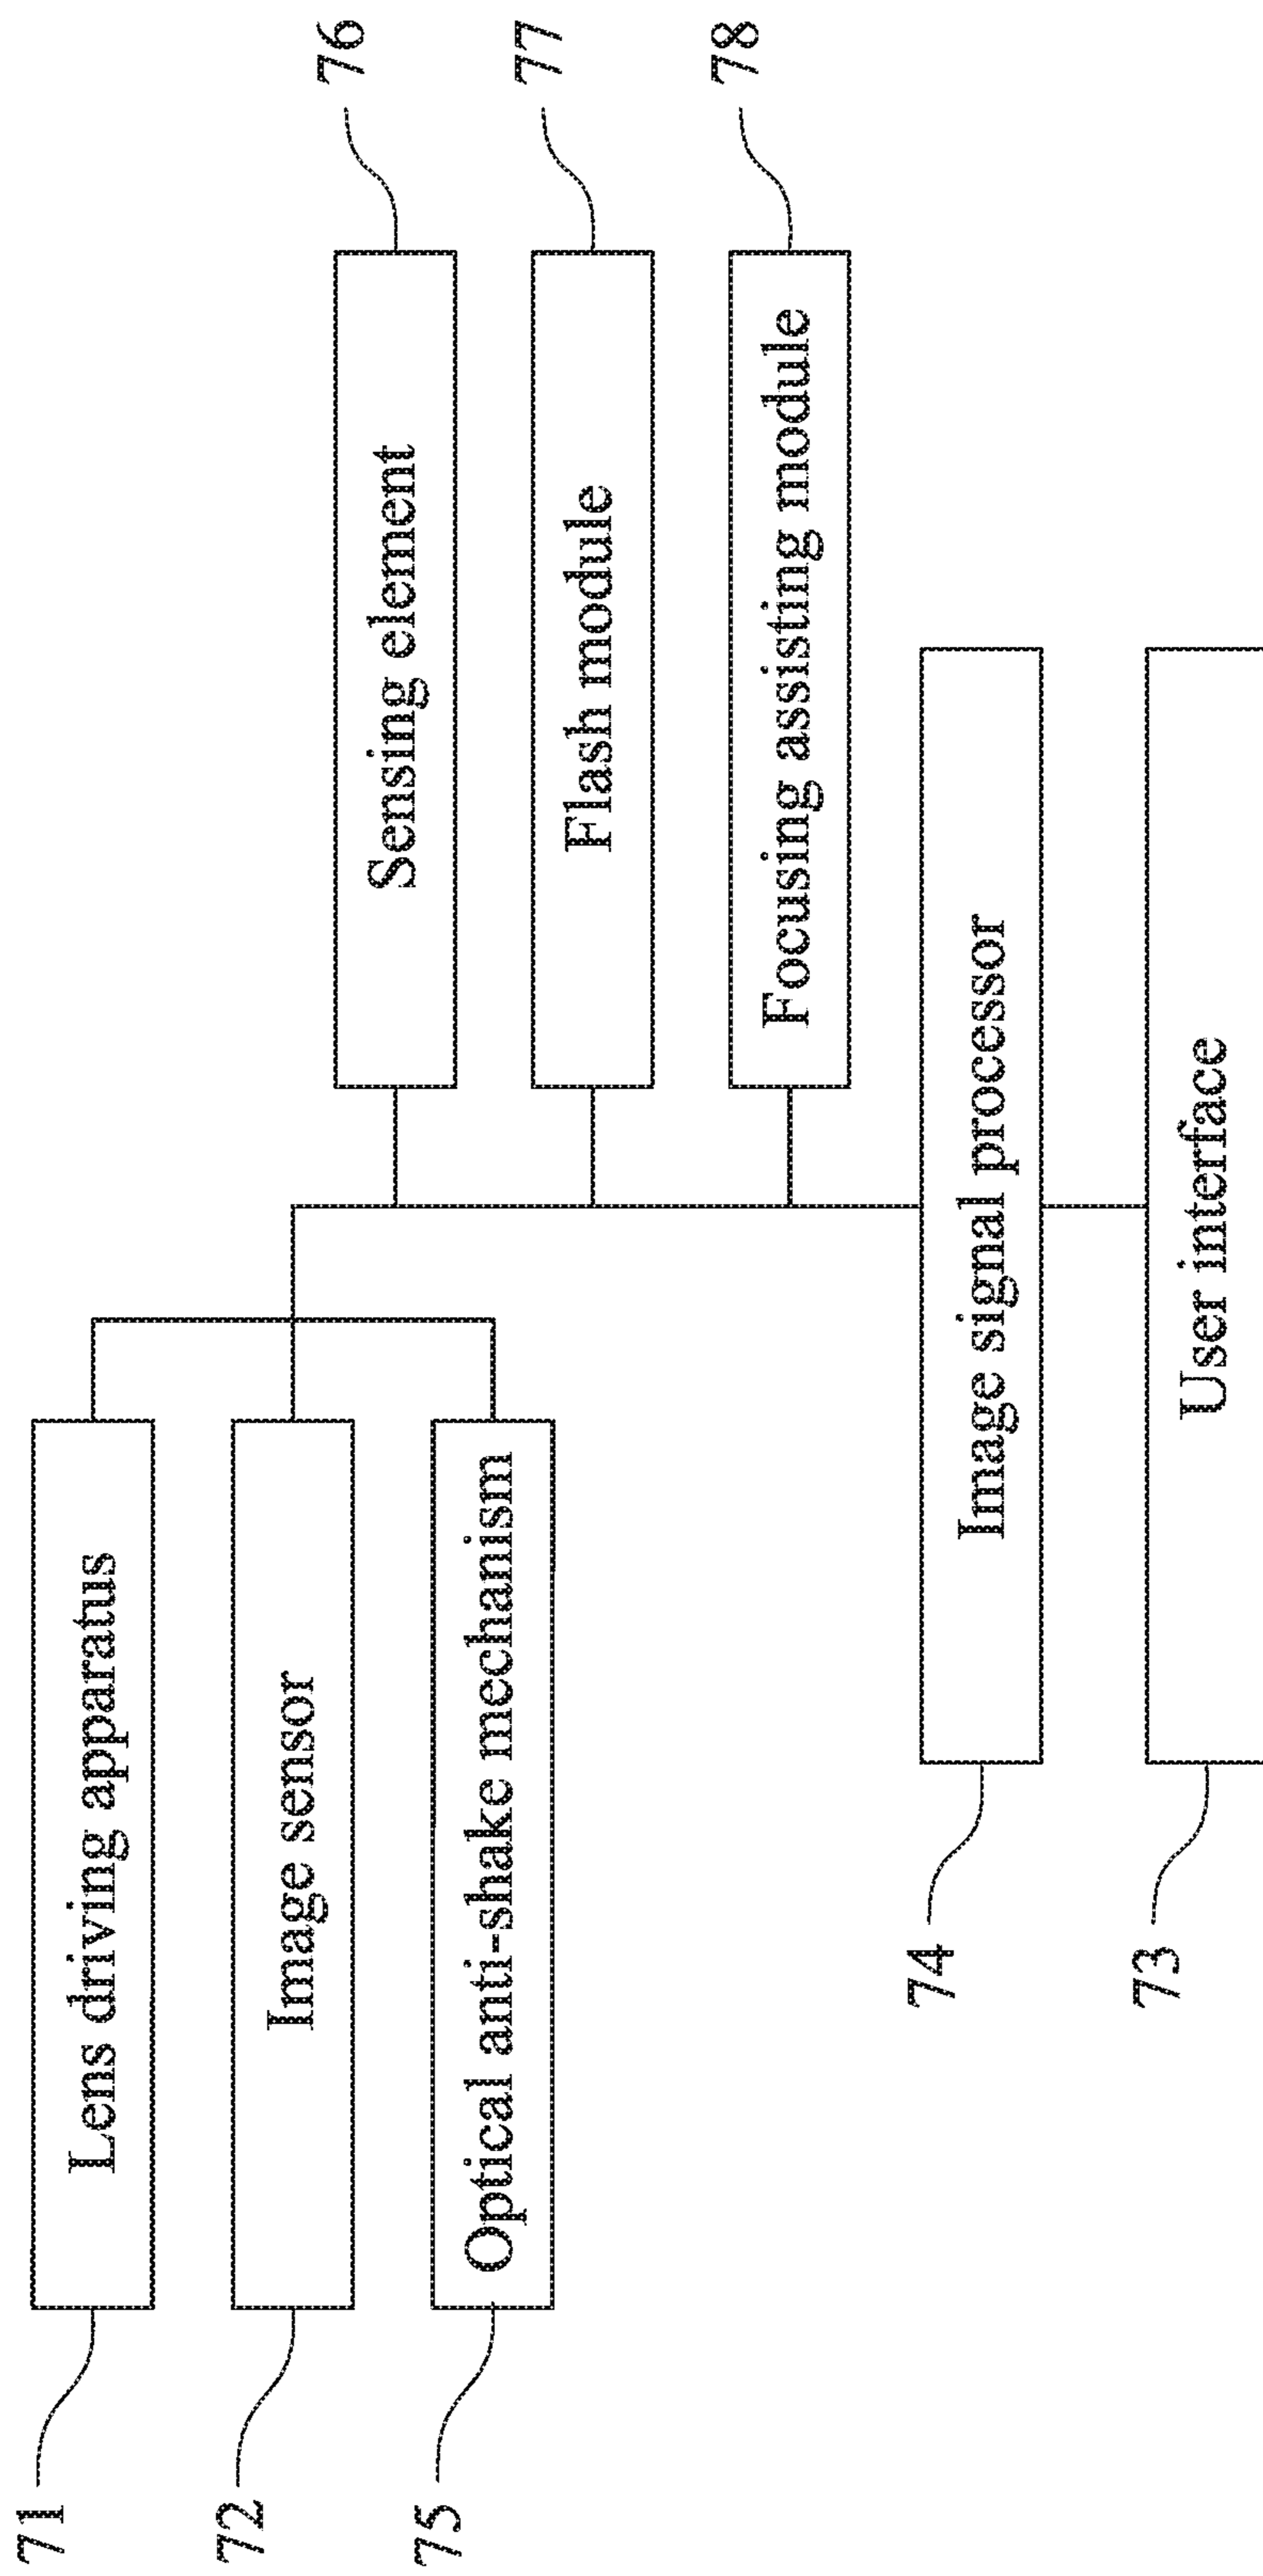 71
Lens driving apparatus
72
Image sensor
75
Optical anti-shake mechanism
Sensing element
76
Flash module
77
Focusing assisting module
78
74
Image signal processor
73
User interface